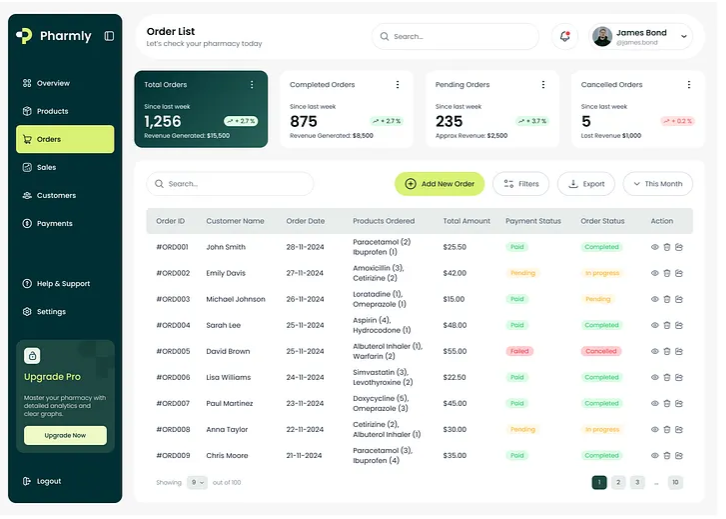 Pharmly
Overview
Products
Orders
Sales
Customers
Payments
Help & Support
Settings
Upgrade Pro
Master your pharmacy with
detailed analytics and
clear graphs.
Upgrade Now
Logout
Order List
Let's check your pharmacy today
Search...
James Bond
@james.bond
Total Orders
Since last week
1,256
+ 2.7 %
Revenue Generated: $15,500
Completed Orders
Since last week
875
+ 2.7 %
Revenue Generated: $8,500
Pending Orders
Since last week
235
+ 3.7 %
Approx Revenue: $2,500
Cancelled Orders
Since last week
5
+ 0.2 %
Lost Revenue $1,000
Search...
Add New Order
Filters
Export
This Month
Order ID Customer Name Order Date Products Ordered Total Amount Payment Status Order Status Action
#ORD001 John Smith 28-11-2024 Paracetamol (2)
Ibuprofen (1) $25.50 Paid Completed
#ORD002 Emily Davis 27-11-2024 Amoxicillin (3),
Cetirizine (2) $42.00 Pending In progress
#ORD003 Michael Johnson 26-11-2024 Loratadine (1),
Omeprazole (1) $15.00 Paid Pending
#ORD004 Sarah Lee 25-11-2024 Aspirin (4),
Hydrocodone (1) $48.00 Paid Completed
#ORD005 David Brown 25-11-2024 Albuterol Inhaler (1),
Warfarin (2) $55.00 Failed Cancelled
#ORD006 Lisa Williams 24-11-2024 Simvastatin (3),
Levothyroxine (2) $22.50 Paid Completed
#ORD007 Paul Martinez 23-11-2024 Doxycycline (5),
Omeprazole (3) $45.00 Paid Completed
#ORD008 Anna Taylor 22-11-2024 Cetirizine (2),
Albuterol Inhaler (1) $30.00 Pending In progress
#ORD009 Chris Moore 21-11-2024 Paracetamol (3),
Ibuprofen (4) $35.00 Paid Completed
Showing 9 out of 100
1 2 3 ... 10